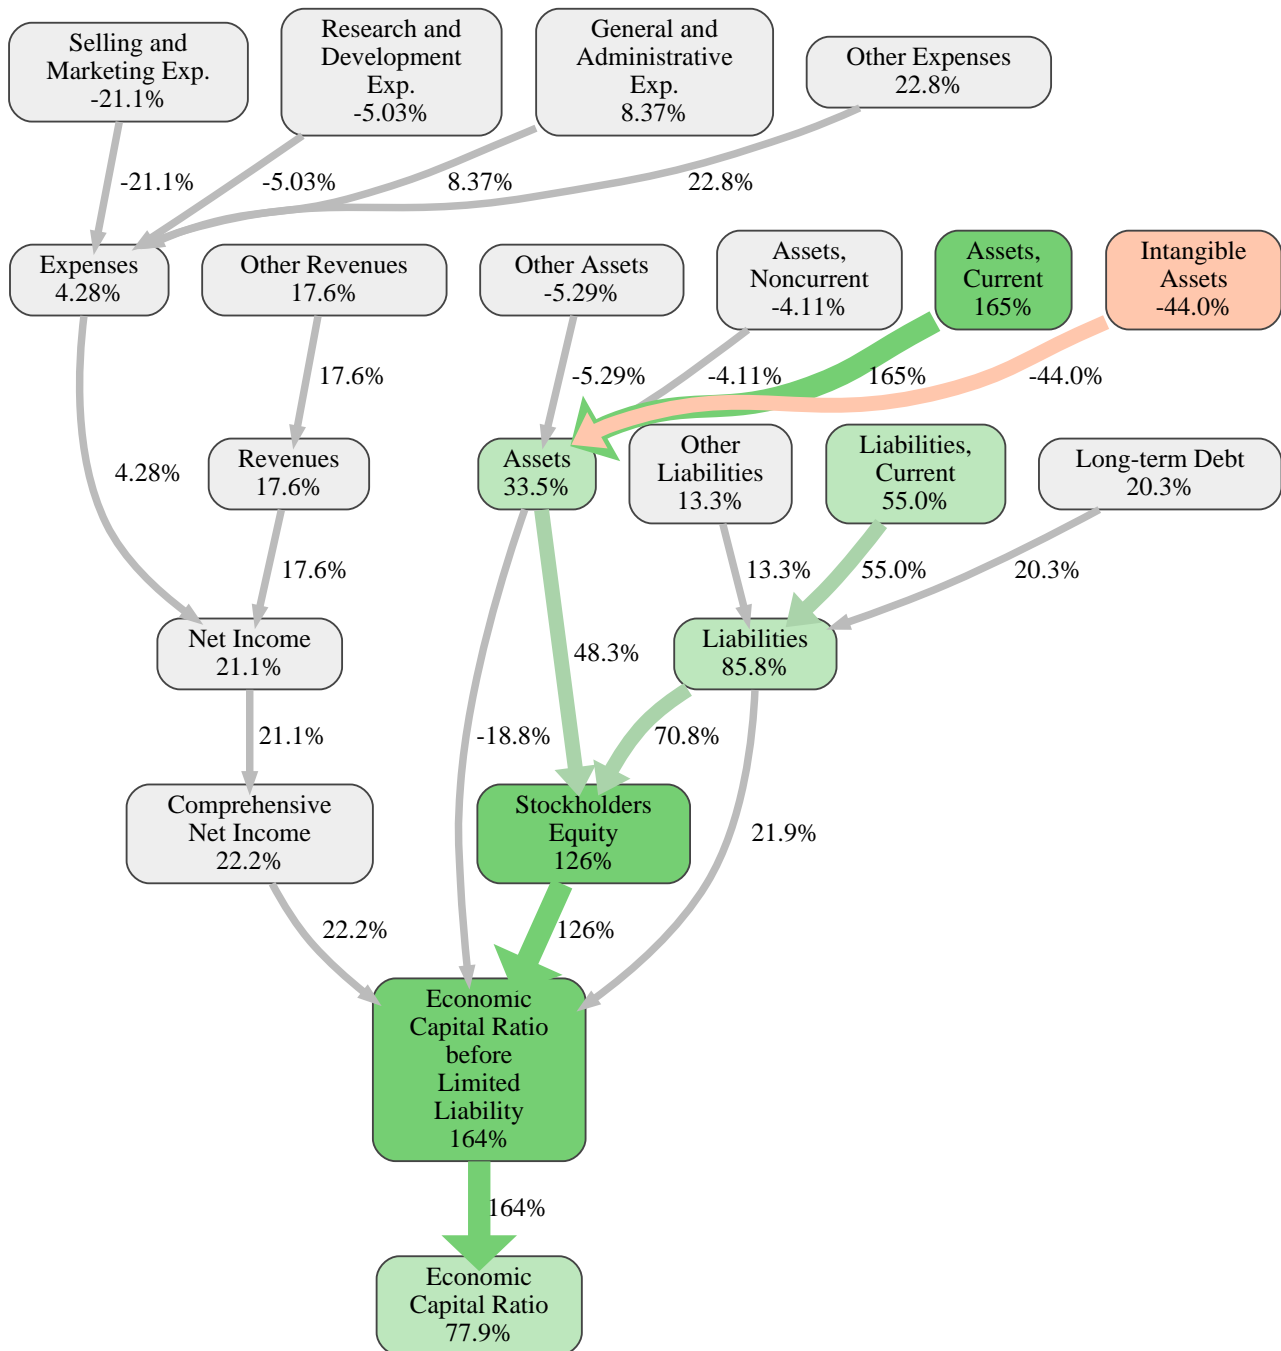 Selling and
Marketing Exp.
-21.1%
Research and
Development
Exp.
-5.03%
General and
Administrative
Exp.
8.37%
Other Expenses
22.8%
-21.1%
-5.03%
8.37%
22.8%
Expenses
4.28%
Other Revenues
17.6%
Other Assets
-5.29%
Assets,
Noncurrent
-4.11%
Assets,
Current
165%
Intangible
Assets
-44.0%
17.6%
-5.29%
-4.11%
165%
-44.0%
4.28%
Revenues
17.6%
Assets
33.5%
Other
Liabilities
13.3%
Liabilities,
Current
55.0%
Long-term Debt
20.3%
17.6%
13.3%
55.0%
20.3%
Net Income
21.1%
48.3%
Liabilities
85.8%
21.1%
-18.8%
70.8%
Comprehensive
Net Income
22.2%
Stockholders
Equity
126%
21.9%
22.2%
126%
Economic
Capital Ratio
before
Limited
Liability
164%
164%
Economic
Capital Ratio
77.9%